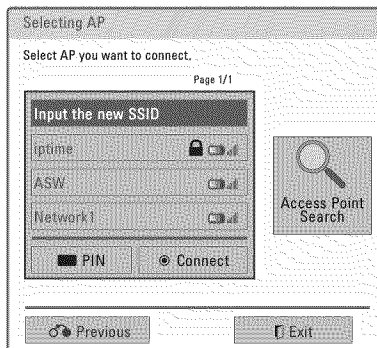 Selecting AP
Select AP you want to connect.
Page 1/1
Input the new SSID
iptime
ASW
Network1
PIN
Connect
Access Point
Search
Previous
Exit